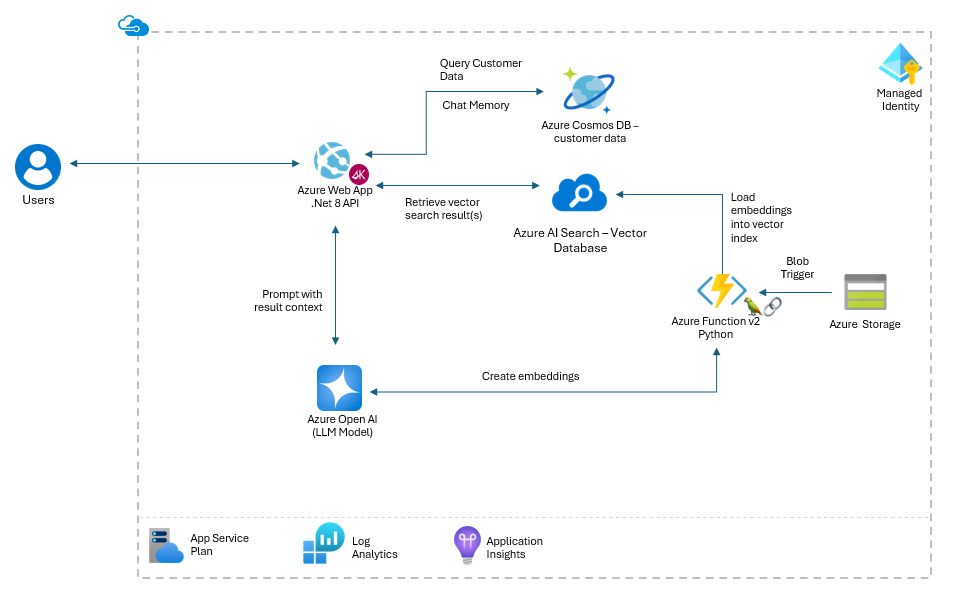 Query Customer
Data
Chat Memory
Azure Cosmos DB –
customer data
Managed
Identity
Users
Azure Web App
.Net 8 API
Retrieve vector
search result(s)
Azure AI Search – Vector
Database
Load
embeddings
into vector
index
Blob
Trigger
Azure Function v2
Python
Azure Storage
Prompt with
result context
Create embeddings
Azure Open AI
(LLM Model)
App Service
Plan
Log
Analytics
Application
Insights